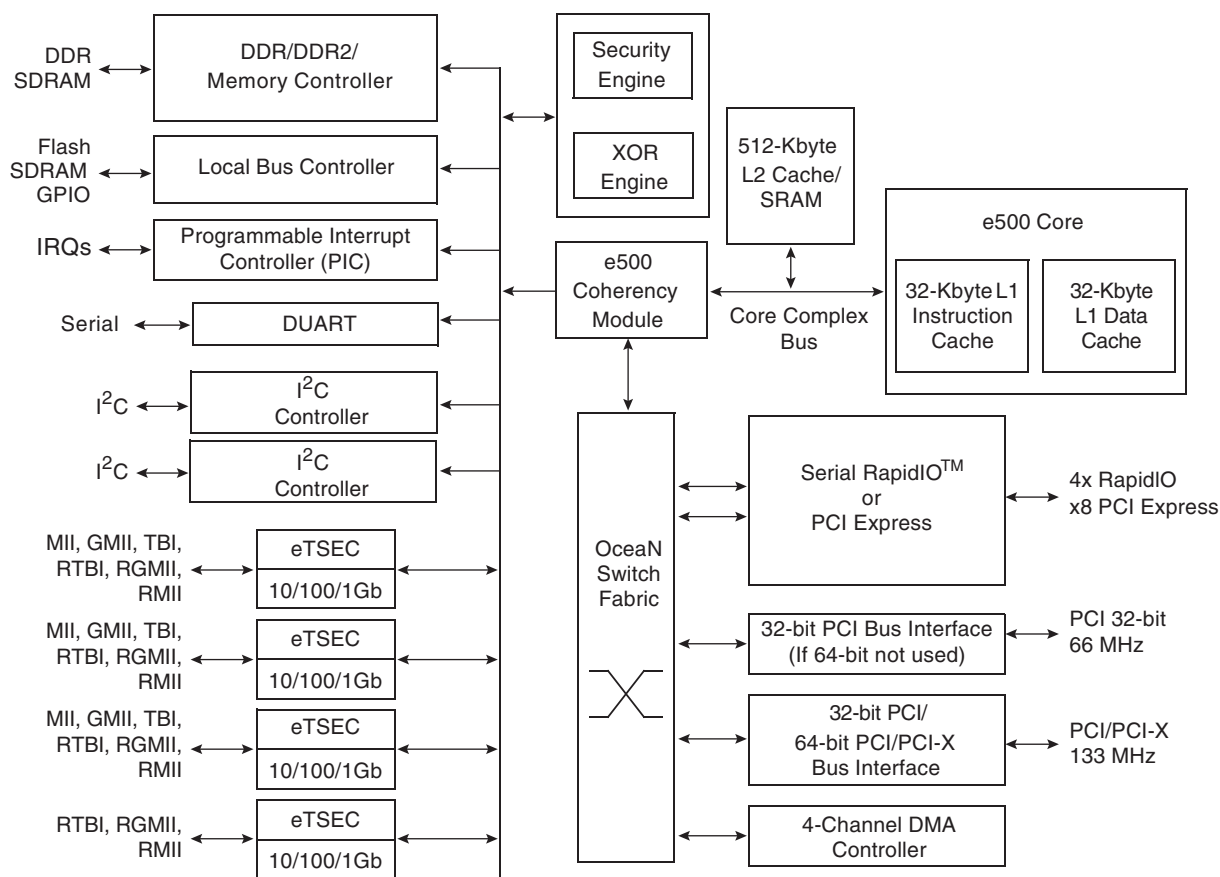 DDR
SDRAM
DDR/DDR2/
Memory Controller
Flash
SDRAM
GPIO
Local Bus Controller
IRQs
Programmable Interrupt
Controller (PIC)
Serial
DUART
I²C
I²C
Controller
I²C
I²C
Controller
MII, GMII, TBI,
RTBI, RGMII,
RMII
eTSEC
10/100/1Gb
MII, GMII, TBI,
RTBI, RGMII,
RMII
eTSEC
10/100/1Gb
MII, GMII, TBI,
RTBI, RGMII,
RMII
eTSEC
10/100/1Gb
RTBI, RGMII,
RMII
eTSEC
10/100/1Gb
Security
Engine
XOR
Engine
e500
Coherency
Module
512-Kbyte
L2 Cache/
SRAM
Core Complex
Bus
e500 Core
32-Kbyte L1
Instruction
Cache
32-Kbyte
L1 Data
Cache
OceaN
Switch
Fabric
Serial RapidIO™
or
PCI Express
4x RapidIO
x8 PCI Express
32-bit PCI Bus Interface
(If 64-bit not used)
PCI 32-bit
66 MHz
32-bit PCI/
64-bit PCI/PCI-X
Bus Interface
PCI/PCI-X
133 MHz
4-Channel DMA
Controller